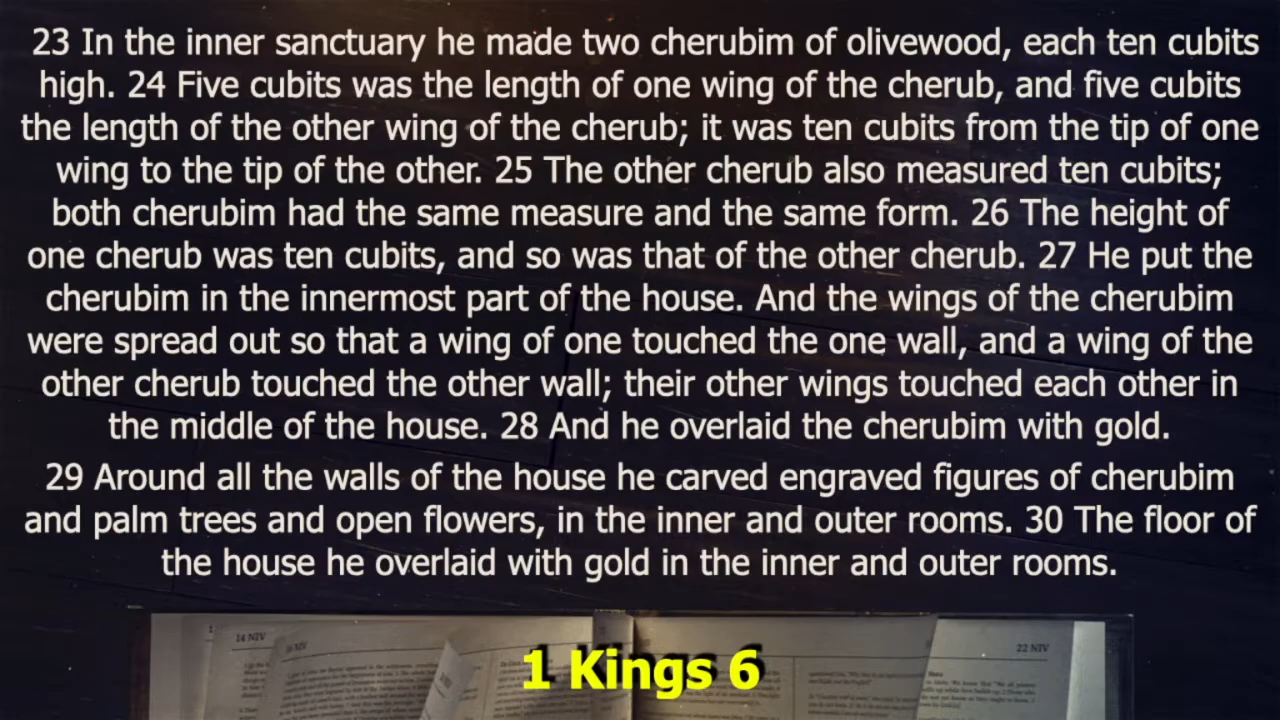 23 In the inner sanctuary he made two cherubim of olivewood, each ten cubits
high. 24 Five cubits was the length of one wing of the cherub, and five cubits
the length of the other wing of the cherub; it was ten cubits from the tip of one
wing to the tip of the other. 25 The other cherub also measured ten cubits;
both cherubim had the same measure and the same form. 26 The height of
one cherub was ten cubits, and so was that of the other cherub. 27 He put the
cherubim in the innermost part of the house. And the wings of the cherubim
were spread out so that a wing of one touched the one wall, and a wing of the
other cherub touched the other wall; their other wings touched each other in
the middle of the house. 28 And he overlaid the cherubim with gold.
29 Around all the walls of the house he carved engraved figures of cherubim
and palm trees and open flowers, in the inner and outer rooms. 30 The floor of
the house he overlaid with gold in the inner and outer rooms.
14 NIV
22 NIV
1 Kings 6